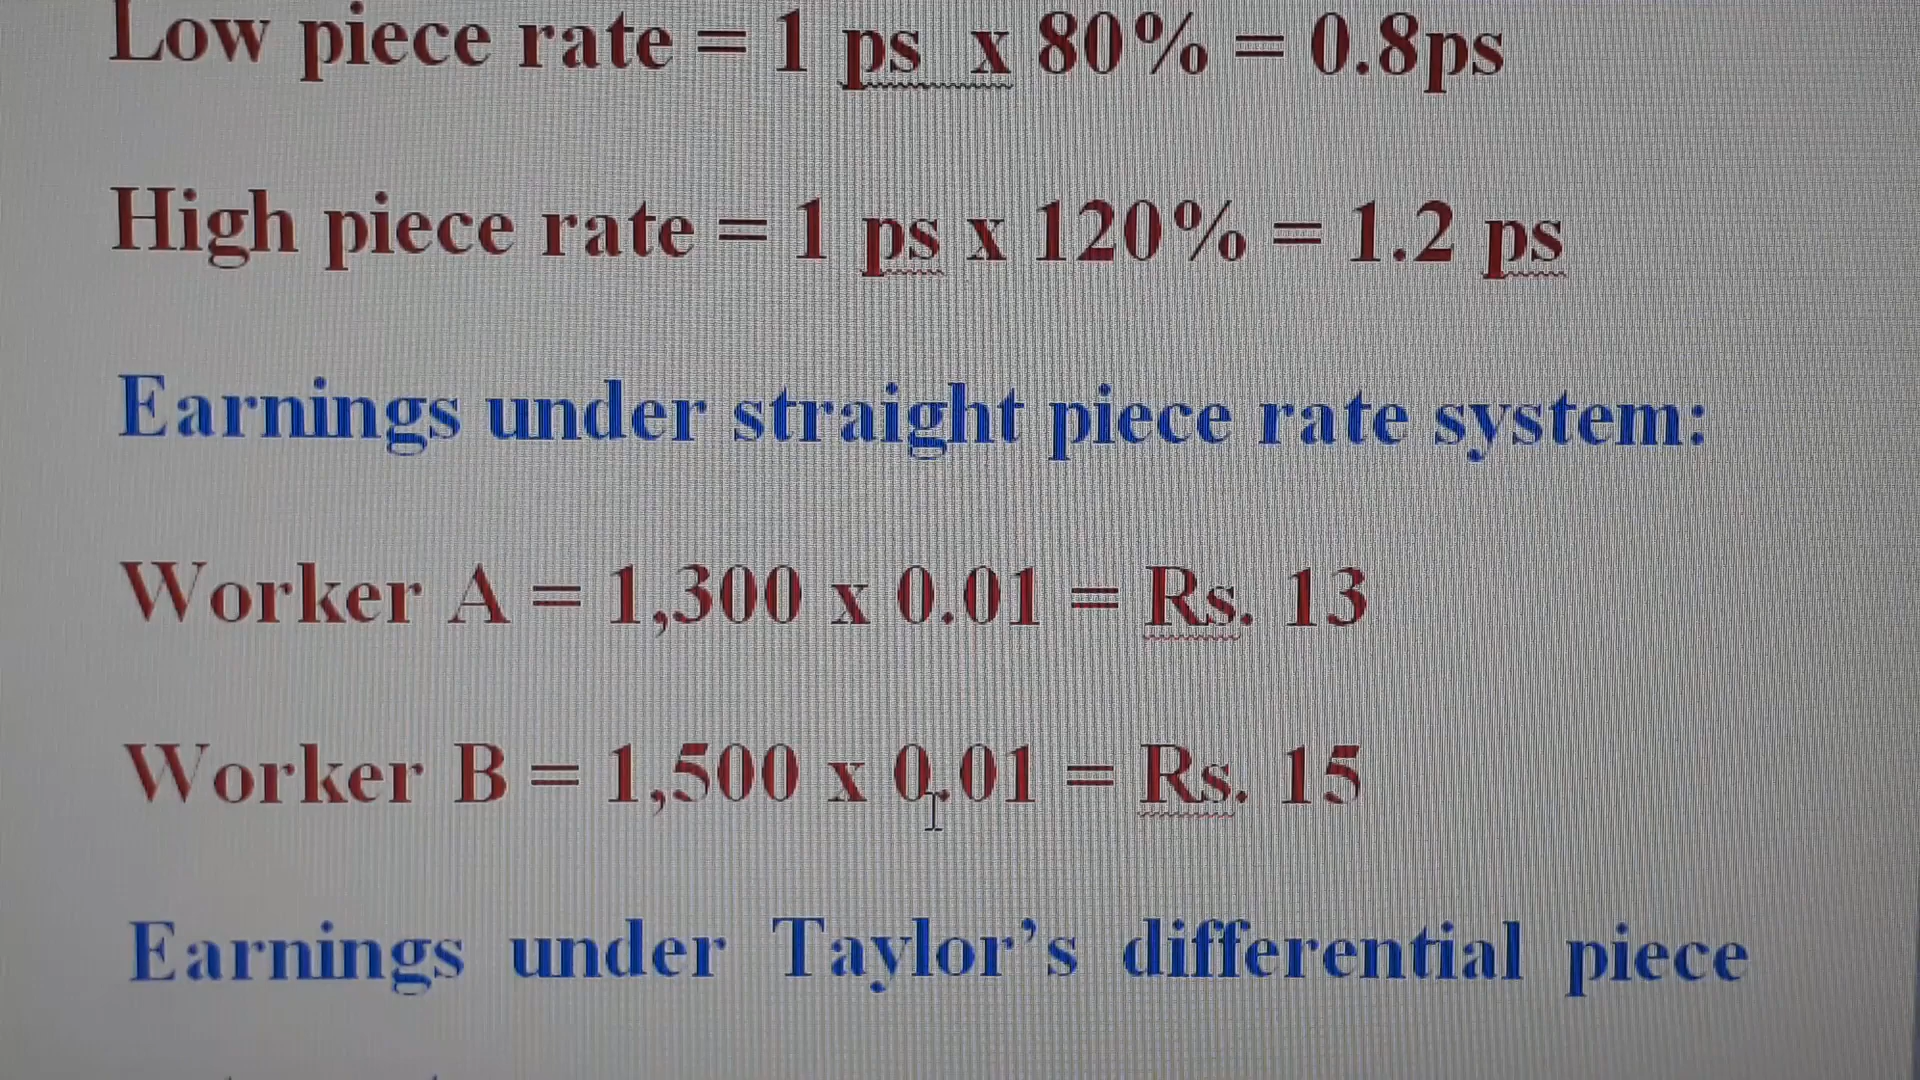 Low piece rate = 1 ps x 80% = 0.8ps
High piece rate = 1 ps x 120% = 1.2 ps
Earnings under straight piece rate system:
Worker A = 1,300 x 0.01 = Rs. 13
Worker B = 1,500 x 0.01 = Rs. 15
Earnings under Taylor’s differential piece